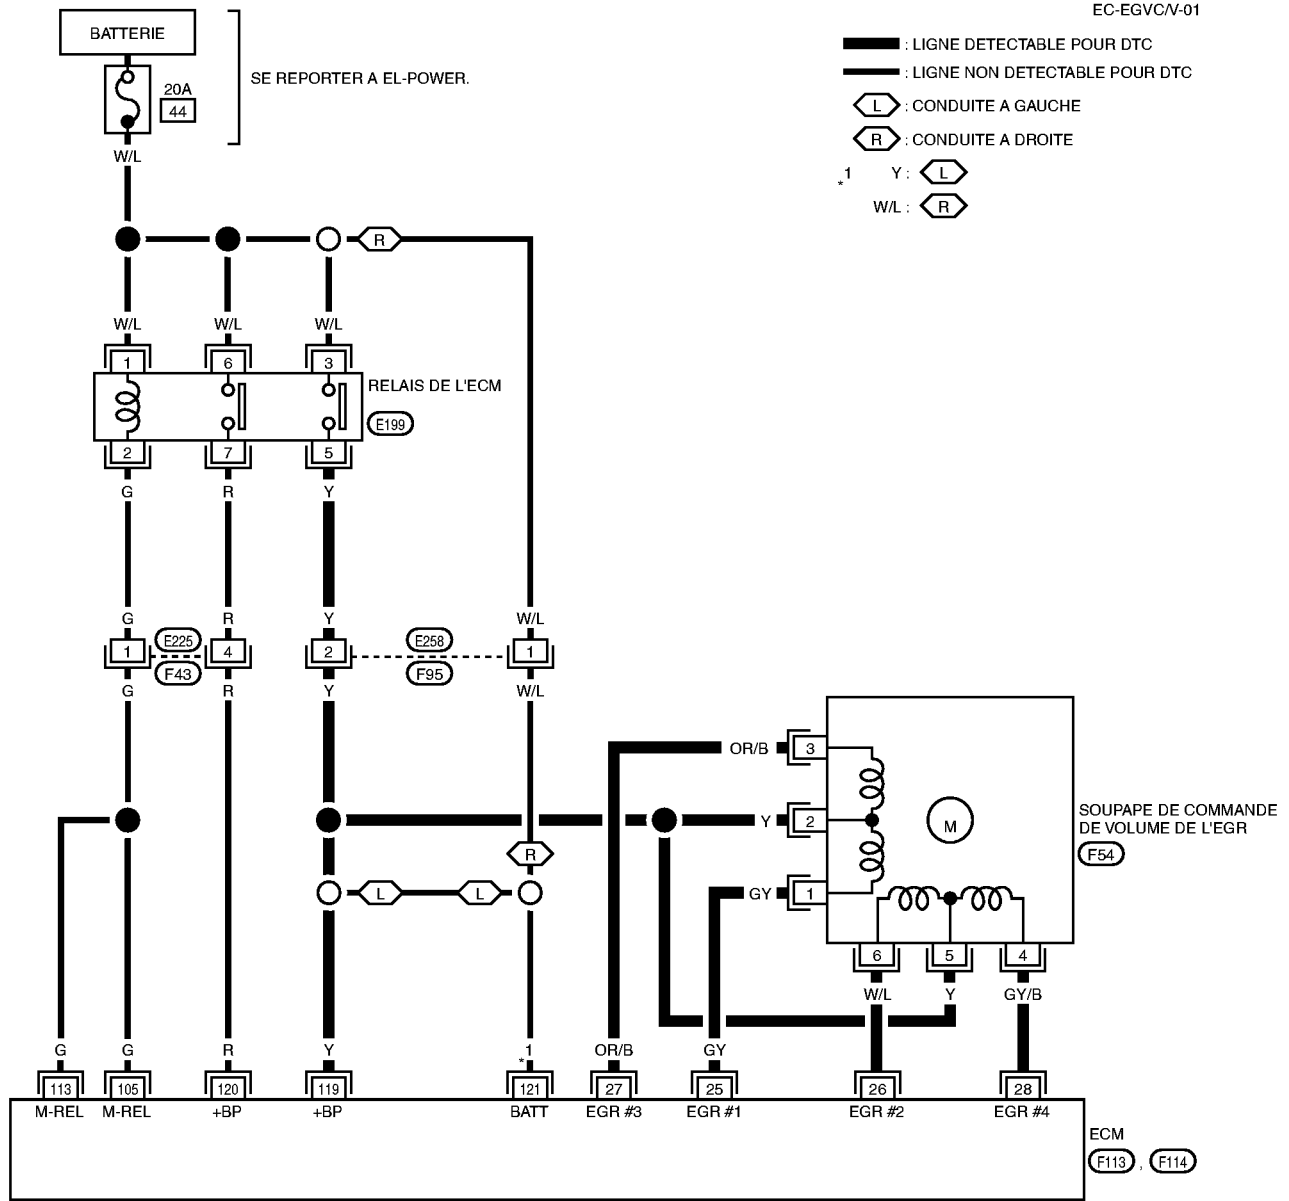 EC-EGVC/V-01
BATTERIE
20A
44
SE REPORTER A EL-POWER.
: LIGNE DETECTABLE POUR DTC
: LIGNE NON DETECTABLE POUR DTC
L : CONDUITE A GAUCHE
R : CONDUITE A DROITE
*1 Y : L
W/L : R
W/L
R
W/L W/L W/L
1 6 3
RELAIS DE L'ECM
E199
2 7 5
G R Y
G R Y W/L
1 E225 4 2 E258 1
F43 F95
G R Y W/L
OR/B 3
Y 2
M
SOUPAPE DE COMMANDE
DE VOLUME DE L'EGR
F54
R
L L
GY 1
6 5 4
W/L Y GY/B
G G R Y *1 OR/B GY
113 105 120 119 121 27 25 26 28
M-REL M-REL +BP +BP BATT EGR #3 EGR #1 EGR #2 EGR #4
ECM
F113 , F114